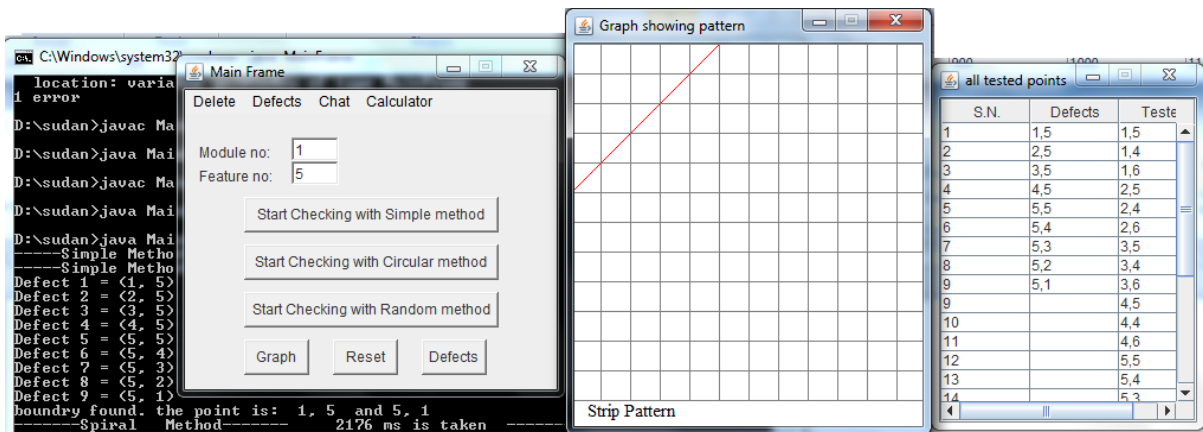 C:\Windows\system32\
location: varia
1 error
D:\sudan>javac Ma
D:\sudan>java Mai
D:\sudan>javac Ma
D:\sudan>java Mai
D:\sudan>java Mai
-----Simple Metho
-----Simple Metho
Defect 1 = (1, 5)
Defect 2 = (2, 5)
Defect 3 = (3, 5)
Defect 4 = (4, 5)
Defect 5 = (5, 5)
Defect 6 = (5, 4)
Defect 7 = (5, 3)
Defect 8 = (5, 2)
Defect 9 = (5, 1)
boundry found. the point is: 1, 5 and 5, 1
-------Spiral Method------- 2176 ms is taken ------
Main Frame
Delete Defects Chat Calculator
Module no: 1
Feature no: 5
Start Checking with Simple method
Start Checking with Circular method
Start Checking with Random method
Graph Reset Defects
Graph showing pattern
Strip Pattern
all tested points
S.N. Defects Teste
1 1,5 1,5
2 2,5 1,4
3 3,5 1,6
4 4,5 2,5
5 5,5 2,4
6 5,4 2,6
7 5,3 3,5
8 5,2 3,4
9 5,1 3,6
9 4,5
10 4,4
11 4,6
12 5,5
13 5,4
14 5,3